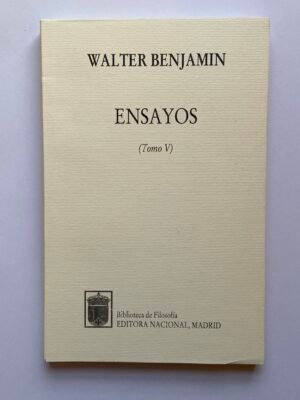 WALTER BENJAMIN
ENSAYOS
(Tomo V)
Biblioteca de Filosofía
EDITORA NACIONAL, MADRID